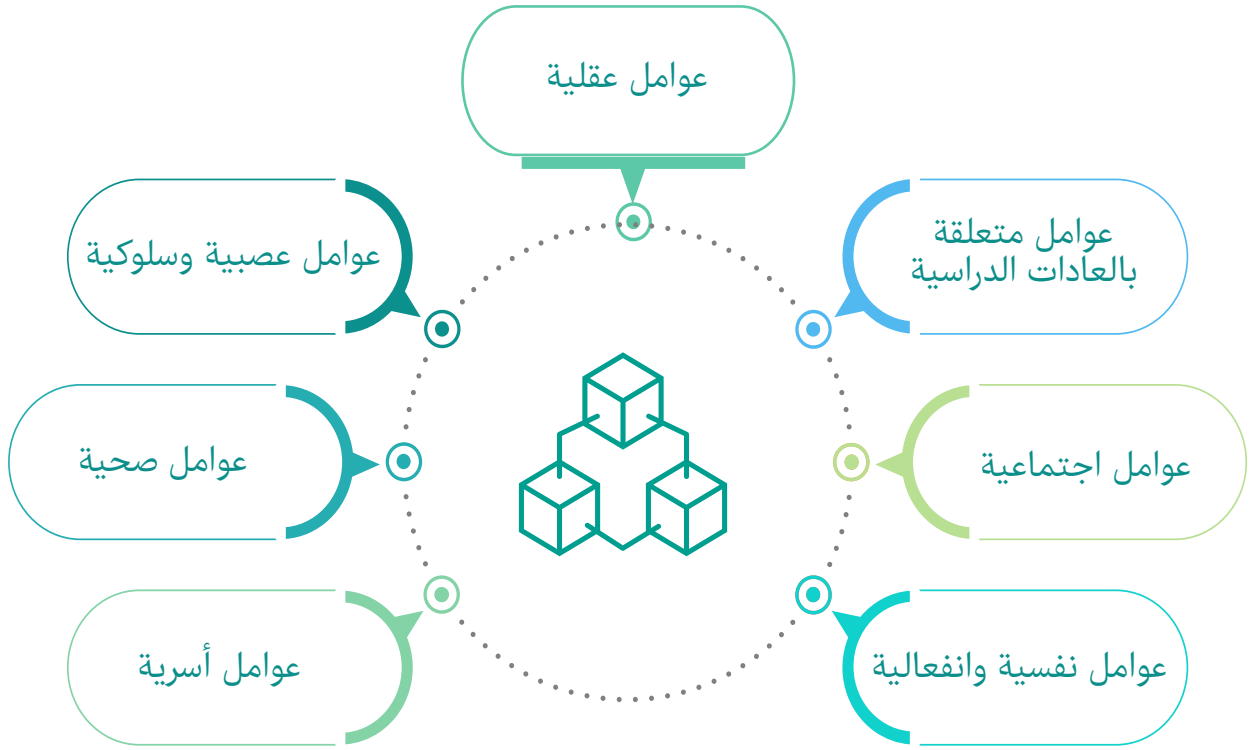 عوامل عقلية
عوامل متعلقة
بالعادات الدراسية
عوامل عصبية وسلوكية
عوامل اجتماعية
عوامل صحية
عوامل نفسية وانفعالية
عوامل أسرية